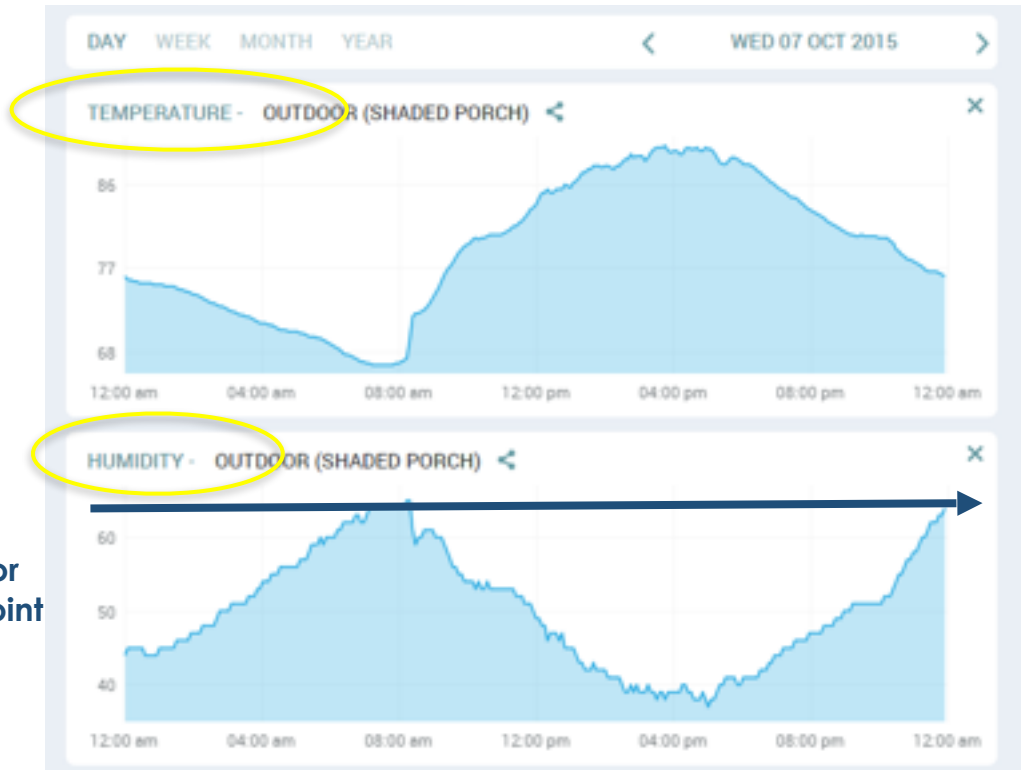 DAY WEEK MONTH YEAR WED 07 OCT 2015
TEMPERATURE - OUTDOOR (SHADED PORCH)
86
77
68
12:00 am 04:00 am 08:00 am 12:00 pm 04:00 pm 08:00 pm 12:00 am
HUMIDITY - OUTDOOR (SHADED PORCH)
60
or
50
oint
40
12:00 am 04:00 am 08:00 am 12:00 pm 04:00 pm 08:00 pm 12:00 am